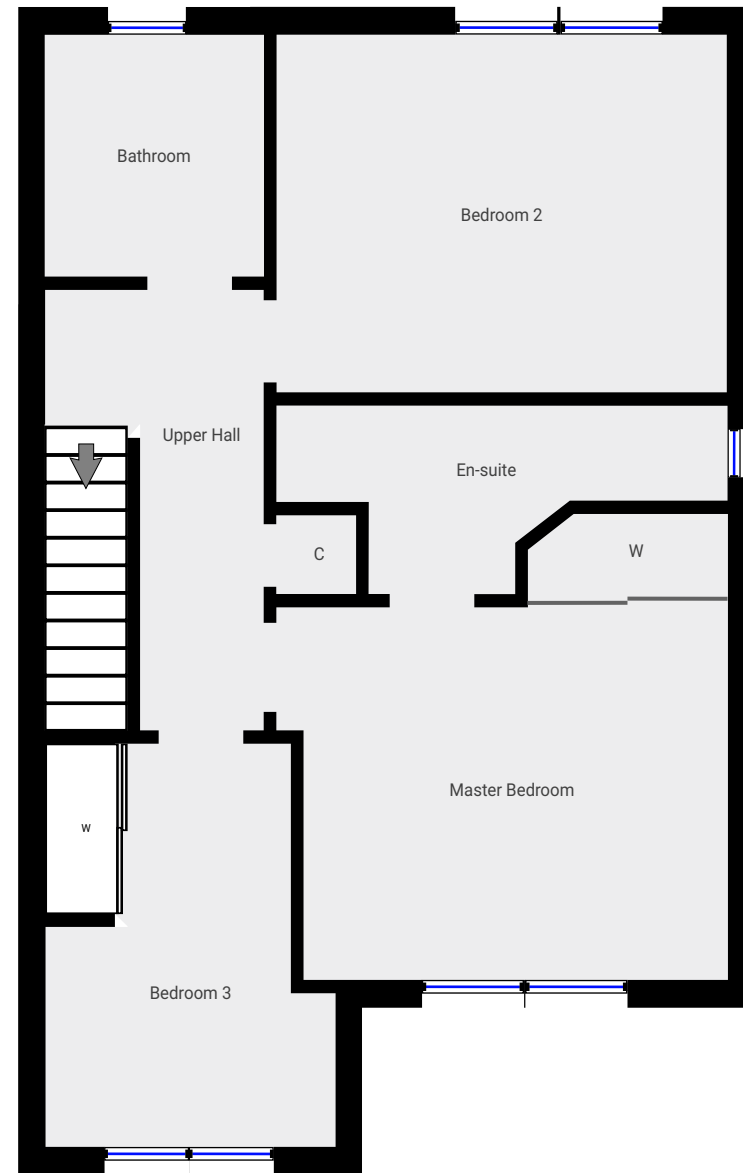 Bathroom
Bedroom 2
Upper Hall
En-suite
C
W
Master Bedroom
w
Bedroom 3